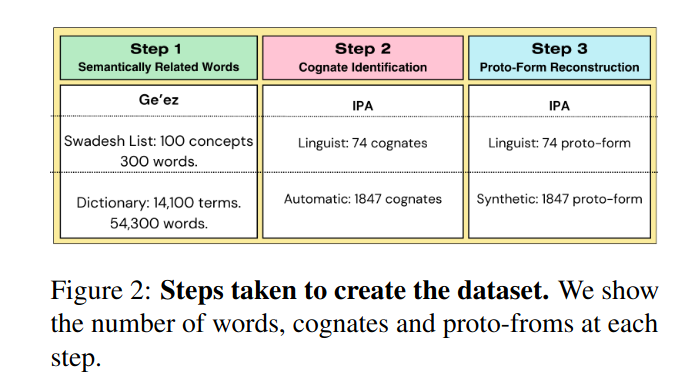 Step 1
Semantically Related Words
Step 2
Cognate Identification
Step 3
Proto-Form Reconstruction
Ge'ez
IPA
IPA
Swadesh List: 100 concepts
300 words.
Linguist: 74 cognates
Linguist: 74 proto-form
Dictionary: 14,100 terms.
54,300 words.
Automatic: 1847 cognates
Synthetic: 1847 proto-form
Figure 2: Steps taken to create the dataset. We show
the number of words, cognates and proto-froms at each
step.